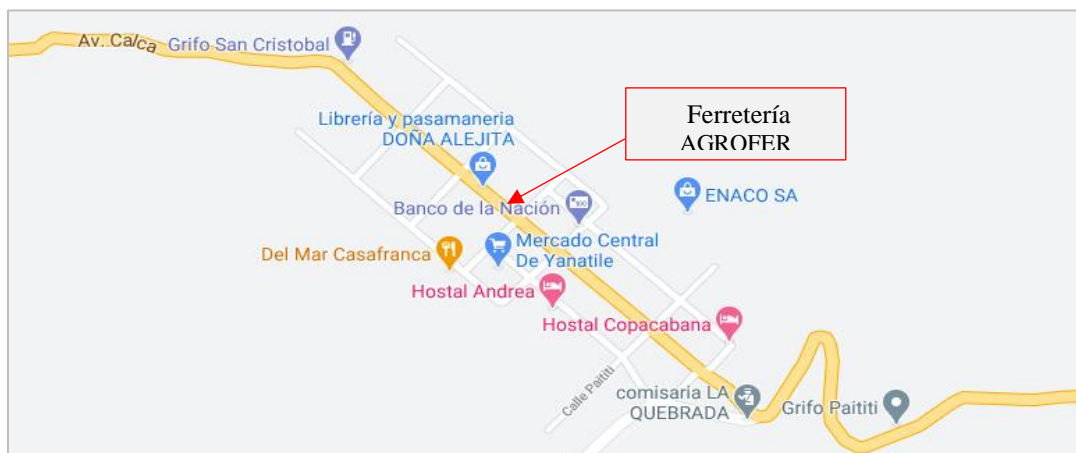 Av. Calca
Grifo San Cristobal
Librería y pasamaneria
DOÑA ALEJITA
Ferretería
AGROFER
ENACO SA
Banco de la Nación
Mercado Central
De Yanatile
Del Mar Casafranca
Hostal Andrea
Hostal Copacabana
Calle Paititi
comisaria LA
QUEBRADA
Grifo Paititi